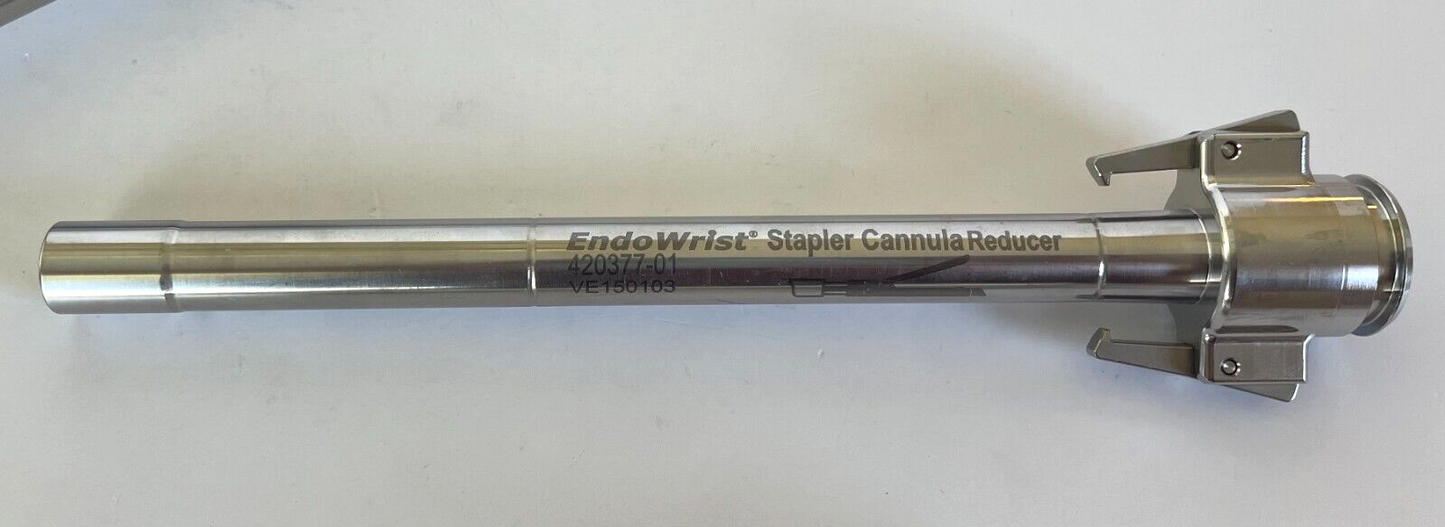 EndoWrist® Stapler Cannula Reducer
420377-01
VE150103